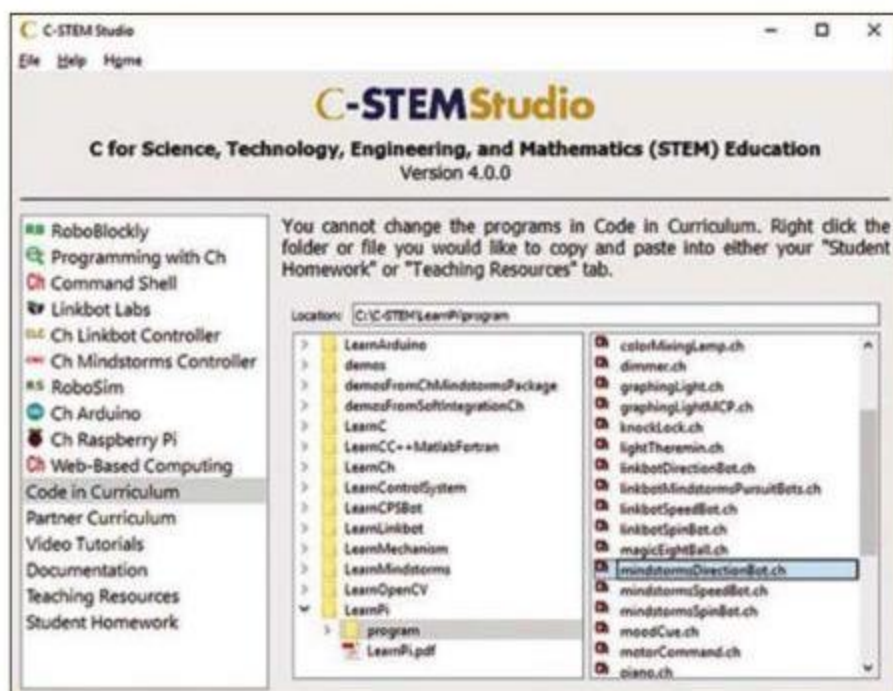 C-STEM Studio
File Help Home
C-STEMStudio
C for Science, Technology, Engineering, and Mathematics (STEM) Education
Version 4.0.0
RoboBlockly
Programming with Ch
Ch Command Shell
Linkbot Labs
CLC Ch Linkbot Controller
Ch Mindstorms Controller
RS RoboSim
Ch Arduino
Ch Raspberry Pi
Ch Web-Based Computing
Code in Curriculum
Partner Curriculum
Video Tutorials
Documentation
Teaching Resources
Student Homework
You cannot change the programs in Code in Curriculum. Right click the
folder or file you would like to copy and paste into either your "Student
Homework" or "Teaching Resources" tab.
Location: C:\C-STEM\LearnPi\program
LearnArduino
demos
demosFromChMindstormsPackage
demosFromSoftIntegrationCh
LearnC
LearnCC++MatlabFortran
LearnCh
LearnControlSystem
LearnCPSBot
LearnLinkbot
LearnMechanism
LearnMindstorms
LearnOpenCV
LearnPi
program
LearnPi.pdf
colorMixingLamp.ch
dimmer.ch
graphingLight.ch
graphingLightMCP.ch
knockLock.ch
lightTheremin.ch
linkbotDirectionBot.ch
linkbotMindstormsPursuitBots.ch
linkbotSpeedBot.ch
linkbotSpinBot.ch
magicEightBall.ch
mindstormsDirectionBot.ch
mindstormsSpeedBot.ch
mindstormsSpinBot.ch
moodCue.ch
motorCommand.ch
piano.ch